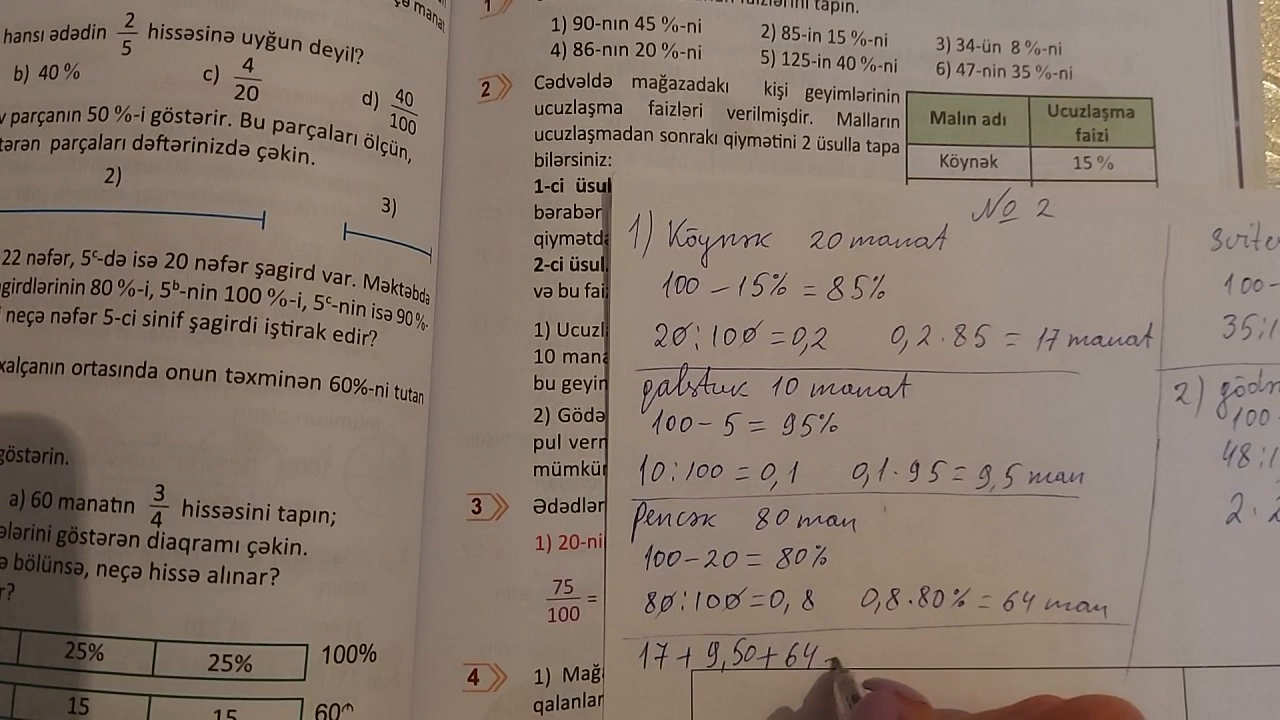 hansı ədədin 2/5 hissəsinə uyğun deyil?
b) 40 %
c) 4/20
d) 40/100
parçanın 50 %-i göstərir. Bu parçaları ölçün,
parçaları dəftərinizdə çəkin.
2)
3)
22 nəfər, 5ᶜ-də isə 20 nəfər şagird var. Məktəbdə
80 %-i, 5ᵇ-nin 100 %-i, 5ᶜ-nin isə 90%-
neçə nəfər 5-ci sinif şagirdi iştirak edir?
xalçanın ortasında onun təxminən 60%-ni tutan
göstərin.
a) 60 manatın 3/4 hissəsini tapın;
göstərən diaqramı çəkin.
bölünsə, neçə hissə alınar?
25% 25% 100%
15 15
1
tapın.
1) 90-nın 45 %-ni
2) 85-in 15 %-ni
3) 34-ün 8 %-ni
4) 86-nın 20 %-ni
5) 125-in 40 %-ni
6) 47-nin 35 %-ni
2
Cədvəldə mağazadakı kişi geyimlərinin
ucuzlaşma faizləri verilmişdir. Malların
ucuzlaşmadan sonrakı qiymətini 2 üsulla tapa
bilərsiniz:
Malın adı Ucuzlaşma faizi
Köynək 15 %
1-ci üsul
bərabər
2-ci üsul.
və bu fai
1) Ucuzl
10 mana
bu geyin
2) Gödə
pul verm
mümkür
3
Ədədlər
1) 20-ni
75/100 =
4
1) Mağ
qalanlar
№ 2
1) Köynək 20 manat
100 – 15% = 85%
20 : 100 = 0,2 0,2 · 85 = 17 manat
qalstuk 10 manat
100 – 5 = 95%
10 : 100 = 0,1 0,1 · 95 = 9,5 man
Pencək 80 man
100 – 20 = 80%
80 : 100 = 0,8 0,8 · 80% = 64 man
17 + 9,50 + 64
Svite
100 –
35 : 1
2) gödə
100
48 : 1